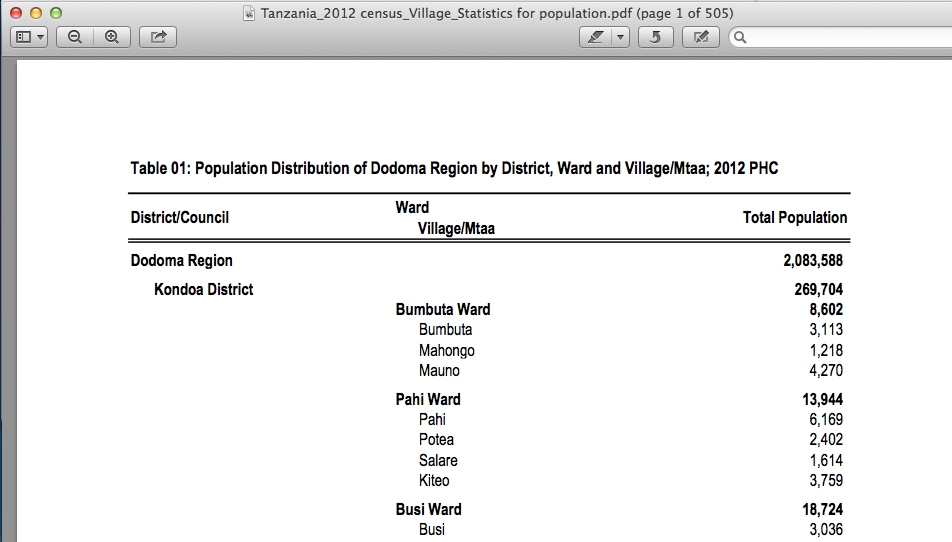 Tanzania_2012 census_Village_Statistics for population.pdf (page 1 of 505)
Table 01: Population Distribution of Dodoma Region by District, Ward and Village/Mtaa; 2012 PHC
District/Council Ward Village/Mtaa Total Population
Dodoma Region 2,083,588
Kondoa District 269,704
Bumbuta Ward 8,602
Bumbuta 3,113
Mahongo 1,218
Mauno 4,270
Pahi Ward 13,944
Pahi 6,169
Potea 2,402
Salare 1,614
Kiteo 3,759
Busi Ward 18,724
Busi 3,036